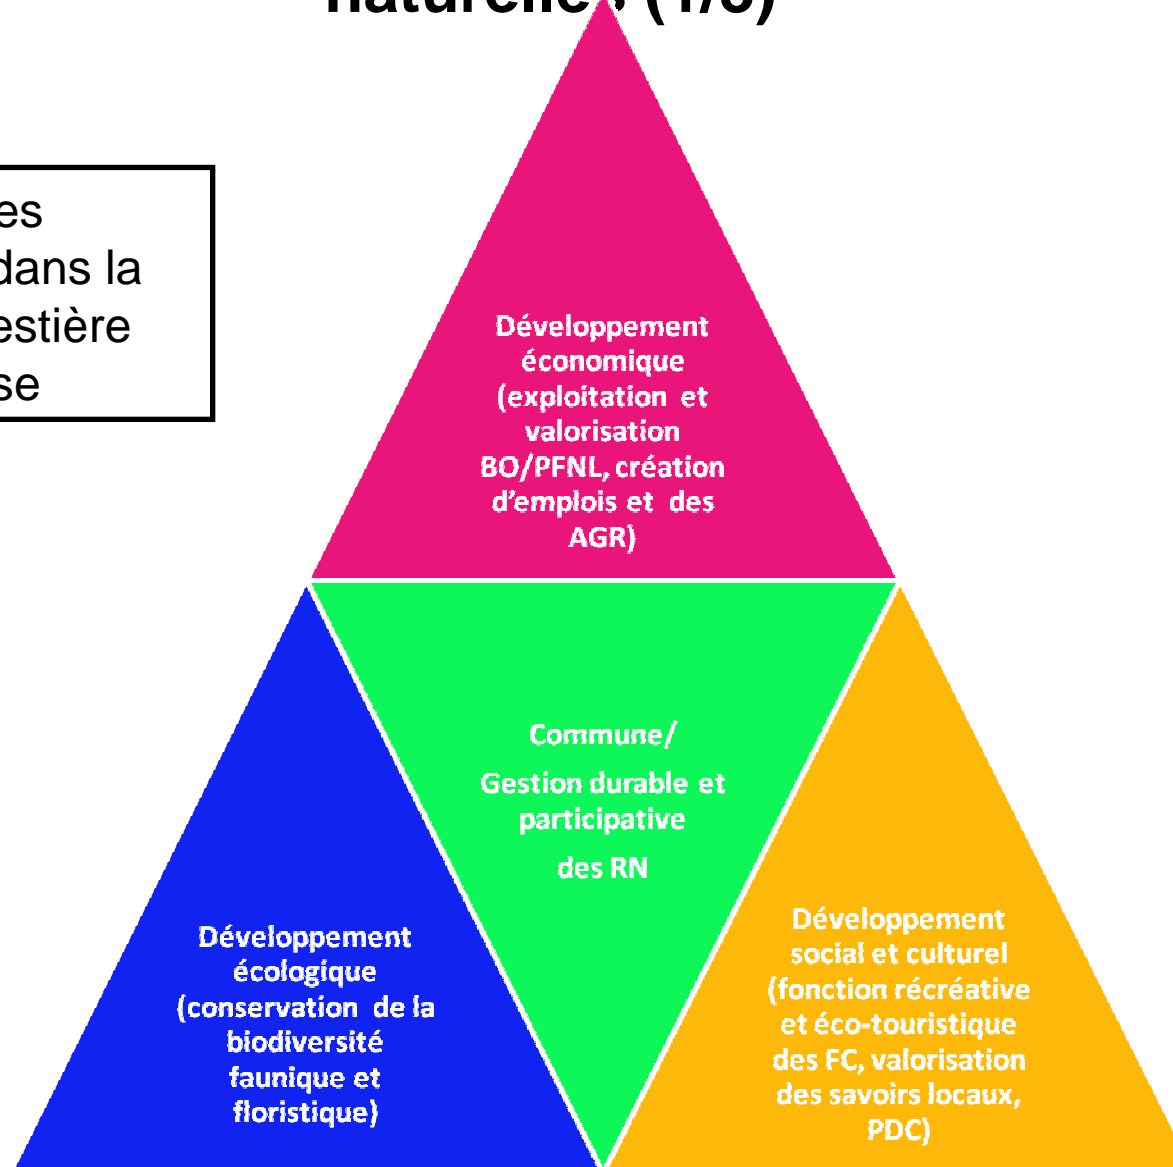 es
dans la
estière
se
Développement
économique
(exploitation et
valorisation
BO/PFNL, création
d'emplois et des
AGR)
Commune/
Gestion durable et
participative
des RN
Développement
écologique
(conservation de la
biodiversité
faunique et
floristique)
Développement
social et culturel
(fonction récréative
et éco-touristique
des FC, valorisation
des savoirs locaux,
PDC)